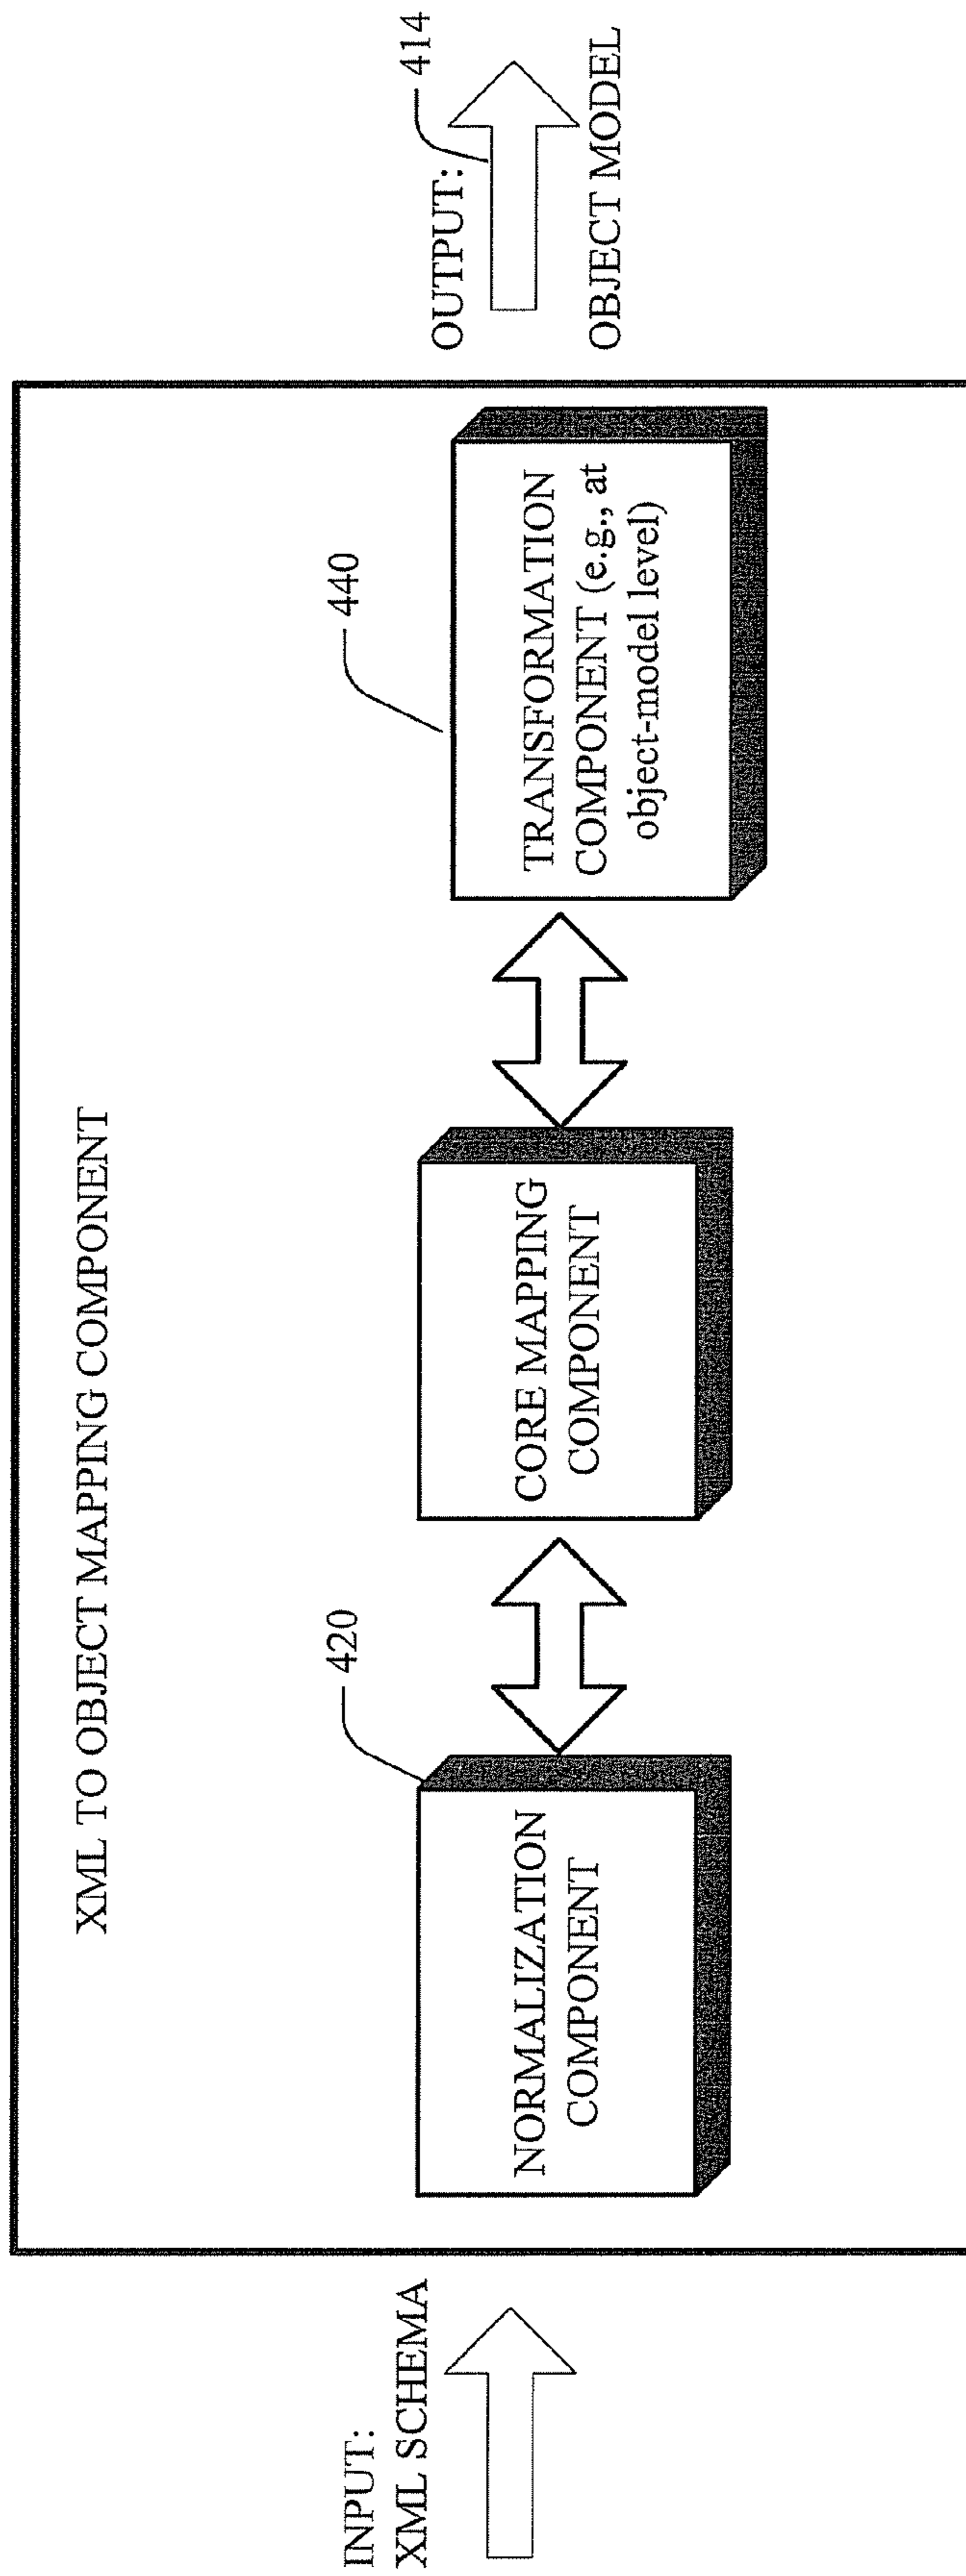 XML TO OBJECT MAPPING COMPONENT
INPUT:
XML SCHEMA
420
NORMALIZATION
COMPONENT
CORE MAPPING
COMPONENT
440
TRANSFORMATION
COMPONENT (e.g., at
object-model level)
OUTPUT:
414
OBJECT MODEL